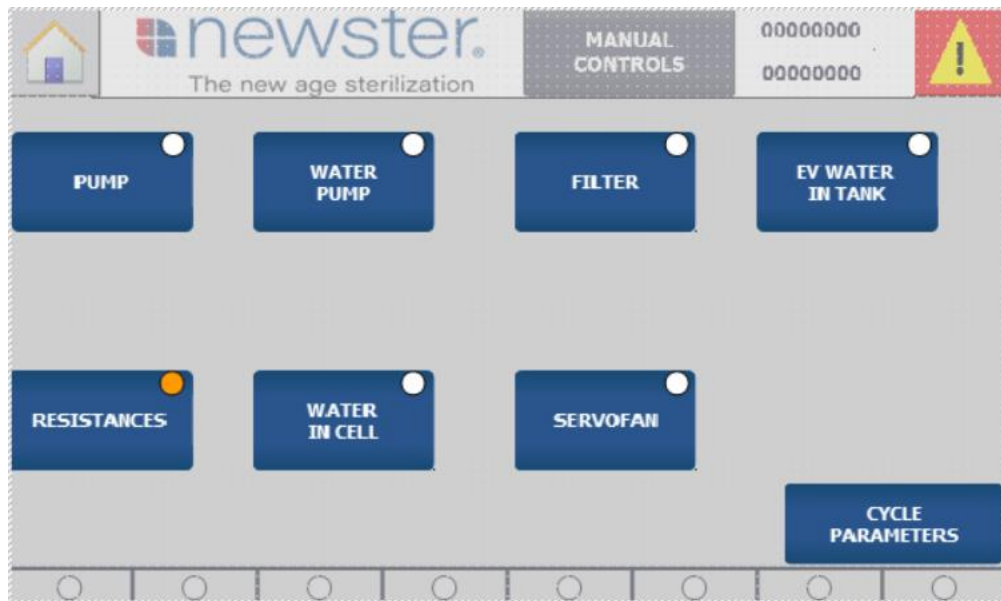 newster®
The new age sterilization
MANUAL
CONTROLS
00000000
00000000
!
PUMP
WATER
PUMP
FILTER
EV WATER
IN TANK
RESISTANCES
WATER
IN CELL
SERVOFAN
CYCLE
PARAMETERS